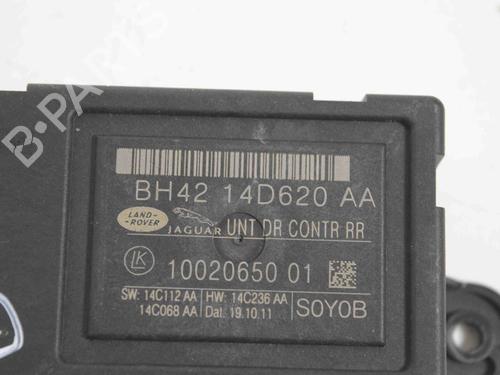 B-PARTS
BH42 14D620 AA
LAND-ROVER JAGUAR UNT DR CONTR RR
LK 10020650 01
SW: 14C112 AA HW: 14C236 AA
14C068 AA Dat: 19.10.11 S0Y0B